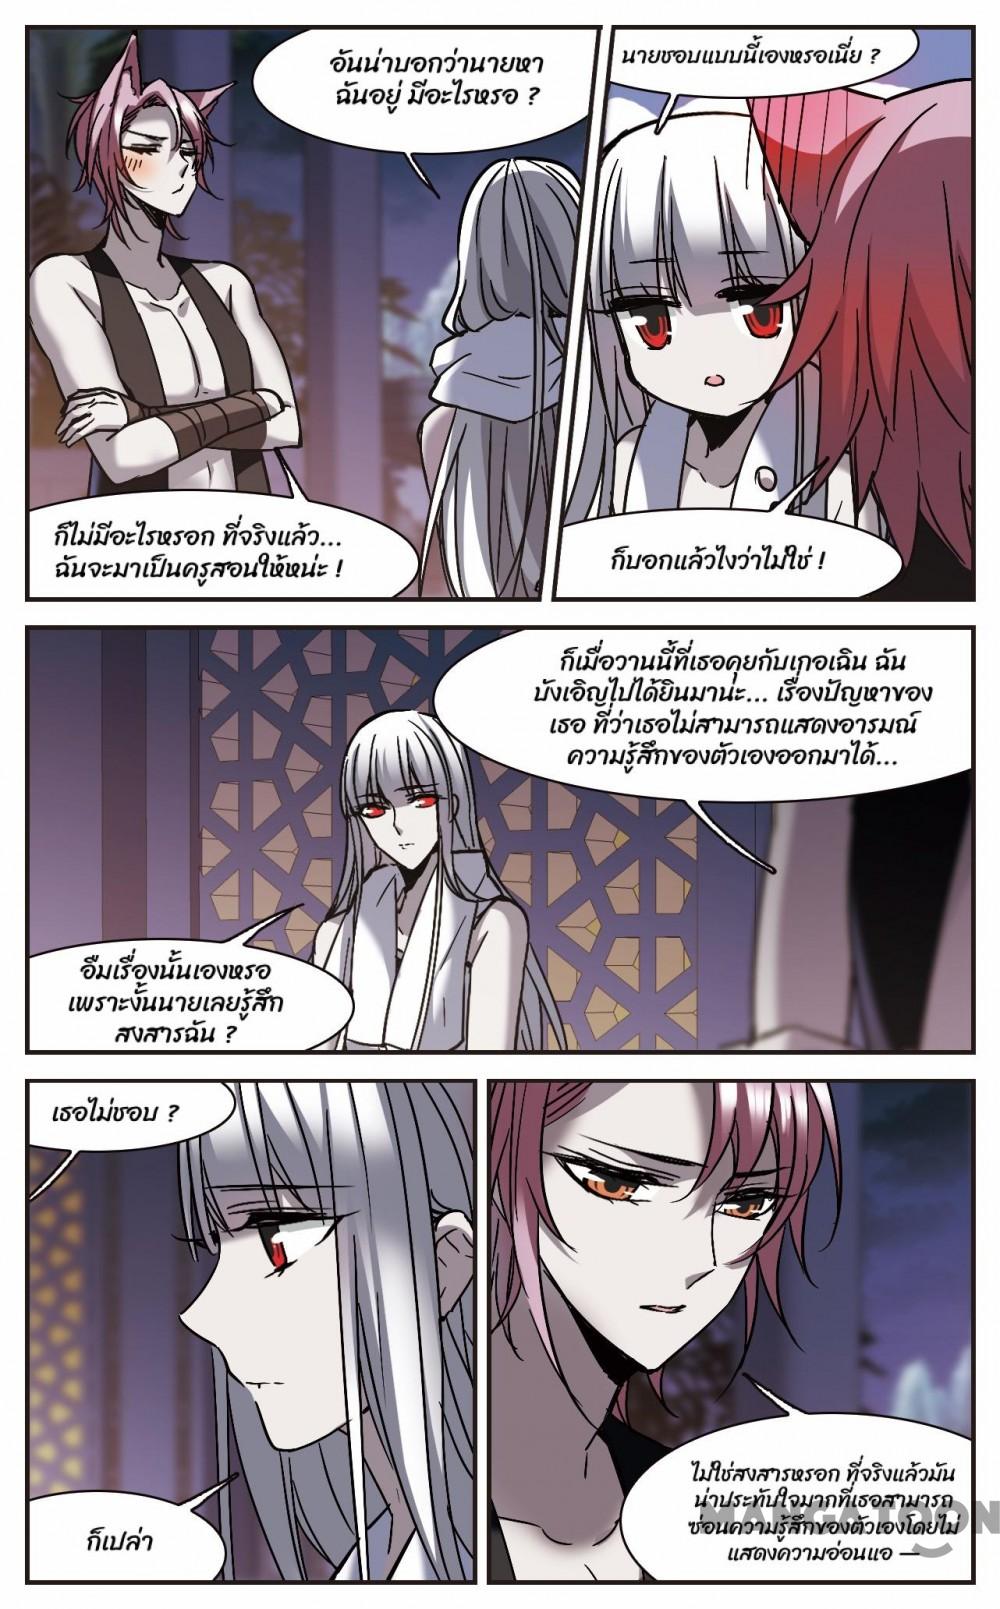 อันน่าบอกว่านายหา
ฉันอยู่ มีอะไรหรอ ?
ก็ไม่มีอะไรหรอก ที่จริงแล้ว...
ฉันจะมาเป็นครูสอนให้หน่ะ !
นายชอบแบบนี้เองหรอเนี่ย ?
ก็บอกแล้วไงว่าไม่ใช่ !
ก็เมื่อวานนี้ที่เธอคุยกับเกอเฉิน ฉัน
บังเอิญไปได้ยินมาน่ะ... เรื่องปัญหาของ
เธอ ที่ว่าเธอไม่สามารถแสดงอารมณ์
ความรู้สึกของตัวเองออกมาได้...
อืมเรื่องนั้นเองหรอ
เพราะงั้นนายเลยรู้สึก
สงสารฉัน ?
เธอไม่ชอบ ?
ก็เปล่า
ไม่ใช่สงสารหรอก ที่จริงแล้วมัน
น่าประทับใจมากที่เธอสามารถ
ซ่อนความรู้สึกของตัวเองโดยไม่
แสดงความอ่อนแอ —
MANGATOON